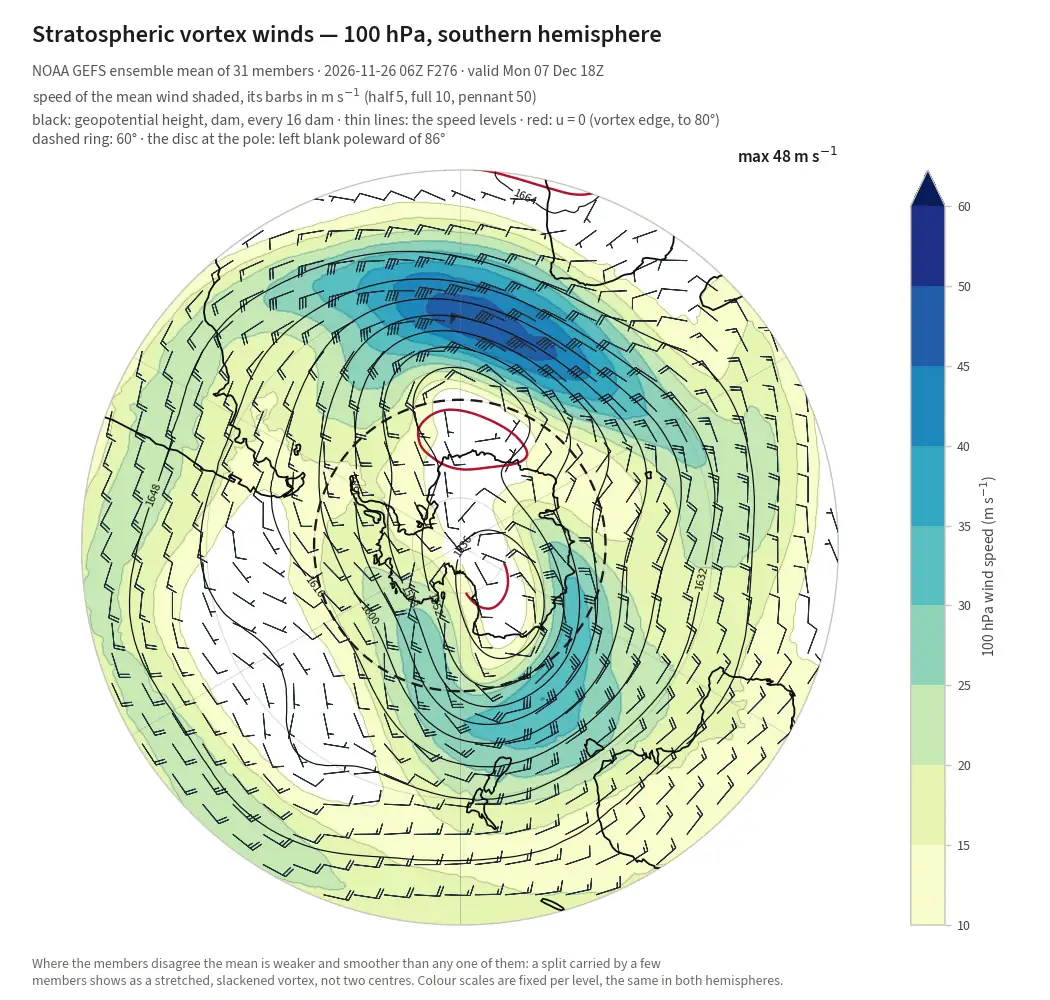 Stratospheric vortex winds — 100 hPa, southern hemisphere
NOAA GEFS ensemble mean of 31 members · 2026-11-26 06Z F276 · valid Mon 07 Dec 18Z
speed of the mean wind shaded, its barbs in m s⁻¹ (half 5, full 10, pennant 50)
black: geopotential height, dam, every 16 dam · thin lines: the speed levels · red: u = 0 (vortex edge, to 80°)
dashed ring: 60° · the disc at the pole: left blank poleward of 86°
max 48 m s⁻¹
1664
1648
1632
1616
1600
60
50
45
40
35
30
25
20
15
10
100 hPa wind speed (m s⁻¹)
Where the members disagree the mean is weaker and smoother than any one of them: a split carried by a few
members shows as a stretched, slackened vortex, not two centres. Colour scales are fixed per level, the same in both hemispheres.